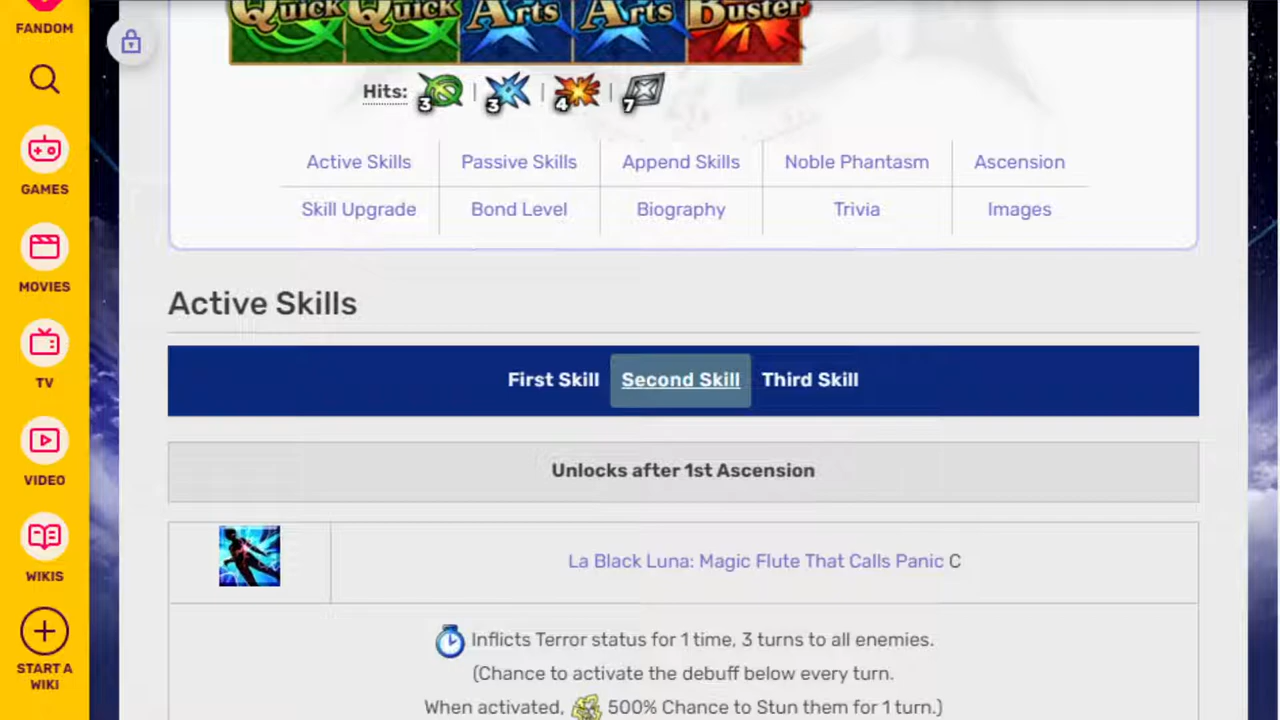 FANDOM
GAMES
MOVIES
TV
VIDEO
WIKIS
START A
WIKI
Quick Quick Arts Arts Buster
Hits: 3 | 3 | 4 | 7
Active Skills Passive Skills Append Skills Noble Phantasm Ascension
Skill Upgrade Bond Level Biography Trivia Images
Active Skills
First Skill Second Skill Third Skill
Unlocks after 1st Ascension
La Black Luna: Magic Flute That Calls Panic C
Inflicts Terror status for 1 time, 3 turns to all enemies.
(Chance to activate the debuff below every turn.
When activated, 500% Chance to Stun them for 1 turn.)